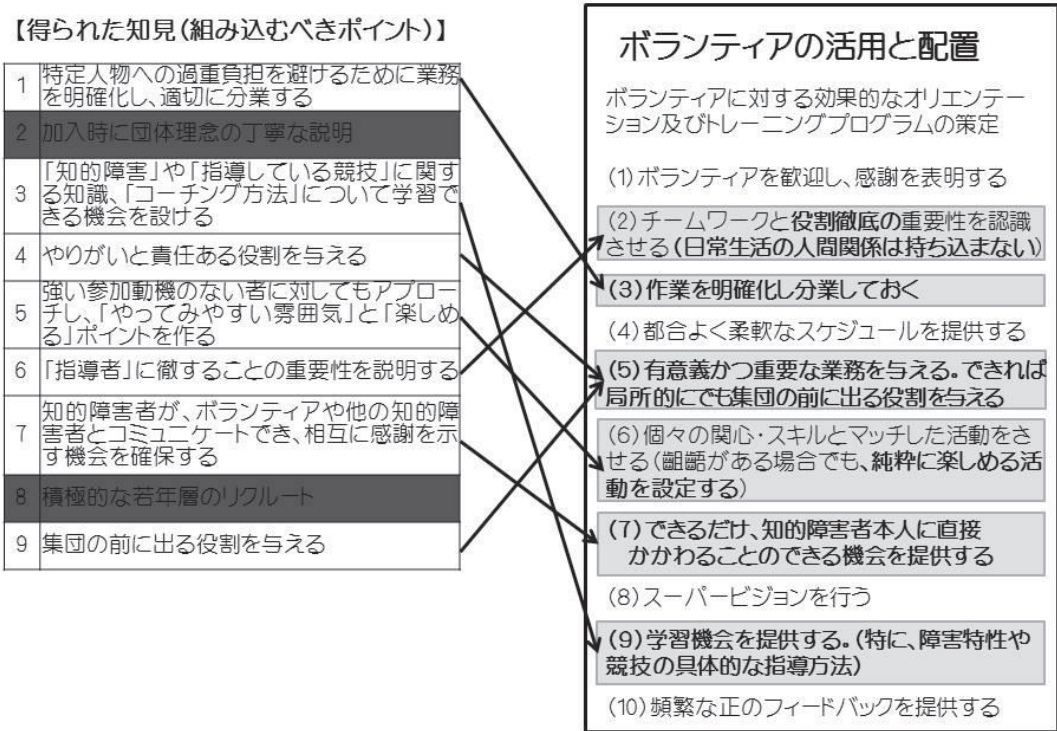 【得られた知見(組み込むべきポイント)】
1 特定人物への過重負担を避けるために業務
を明確化し、適切に分業する
2 加入時に団体理念の丁寧な説明
3 「知的障害」や「指導している競技」に関す
る知識、「コーチング方法」について学習で
きる機会を設ける
4 やりがいと責任ある役割を与える
5 強い参加動機のない者に対してもアプロー
チし、「やってみやすい雰囲気」と「楽しめ
る」ポイントを作る
6 「指導者」に徹することの重要性を説明する
7 知的障害者が、ボランティアや他の知的障
害者とコミュニケートでき、相互に感謝を示
す機会を確保する
8 積極的な若年層のリクルート
9 集団の前に出る役割を与える
ボランティアの活用と配置
ボランティアに対する効果的なオリエンテー
ション及びトレーニングプログラムの策定
(1)ボランティアを歓迎し、感謝を表明する
(2)チームワークと役割徹底の重要性を認識
させる(日常生活の人間関係は持ち込まない)
(3)作業を明確化し分業しておく
(4)都合よく柔軟なスケジュールを提供する
(5)有意義かつ重要な業務を与える。できれば
局所的にでも集団の前に出る役割を与える
(6)個々の関心・スキルとマッチした活動をさ
せる(齟齬がある場合でも、純粋に楽しめる活
動を設定する)
(7)できるだけ、知的障害者本人に直接
かかわることのできる機会を提供する
(8)スーパービジョンを行う
(9)学習機会を提供する。(特に、障害特性や
競技の具体的な指導方法)
(10)頻繁な正のフィードバックを提供する